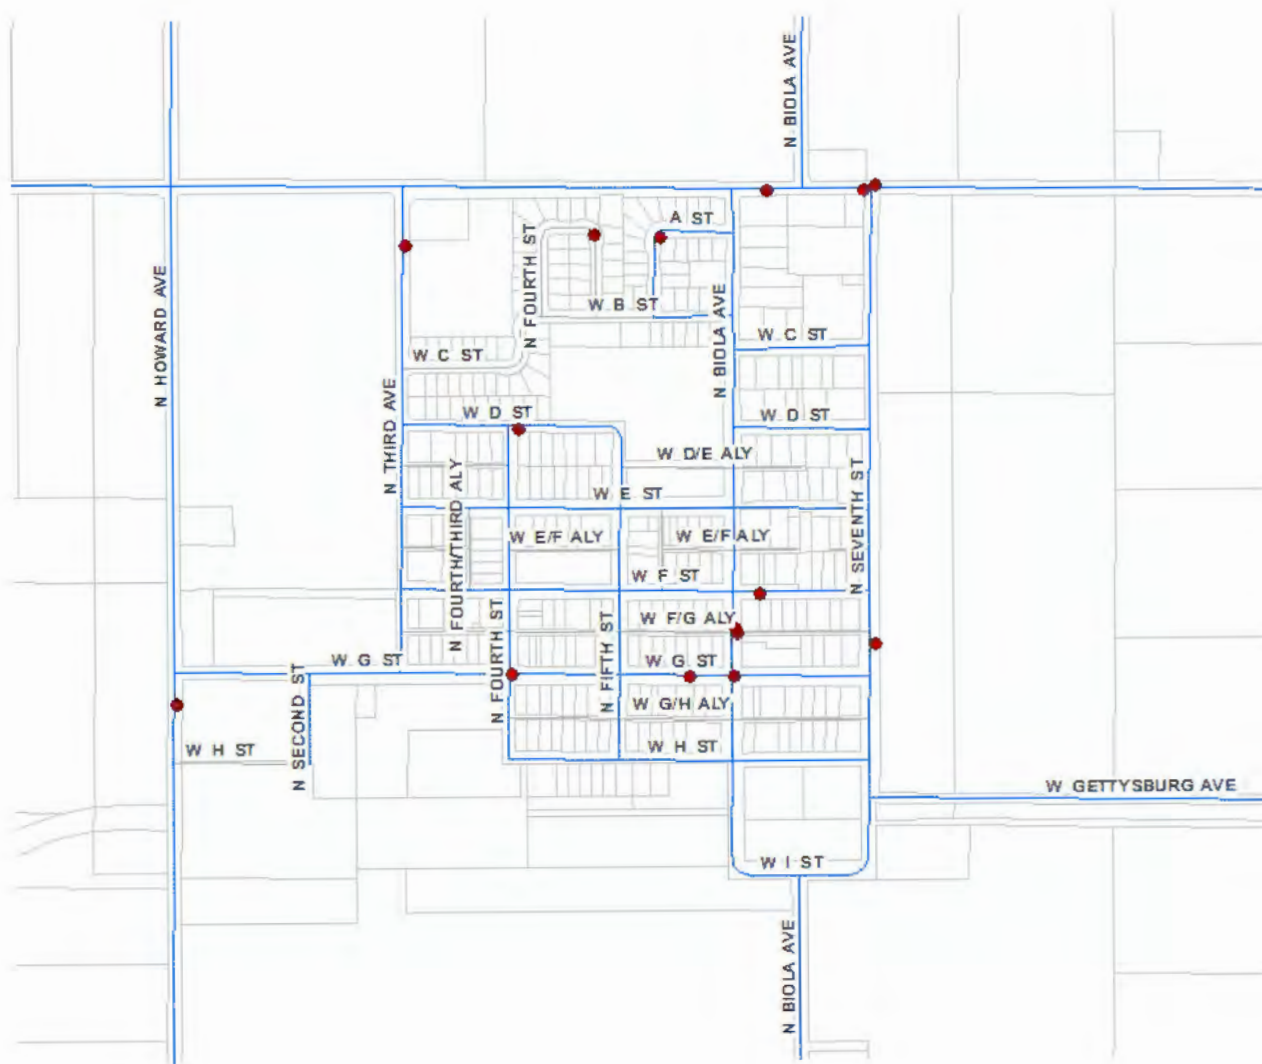 N BIOLA AVE
A ST
N FOURTH ST
N HOWARD AVE
W B ST
N BIOLA AVE
W C ST
W C ST
N THIRD AVE
W D ST
W D ST
W D/E ALY
N FOURTH/THIRD ALY
W E ST
N SEVENTH ST
W E/F ALY
W E/F ALY
W F ST
W F/G ALY
N FOURTH ST
N FIFTH ST
W G ST
W G ST
N SECOND ST
W G/H ALY
W H ST
W H ST
W GETTYSBURG AVE
W I ST
N BIOLA AVE